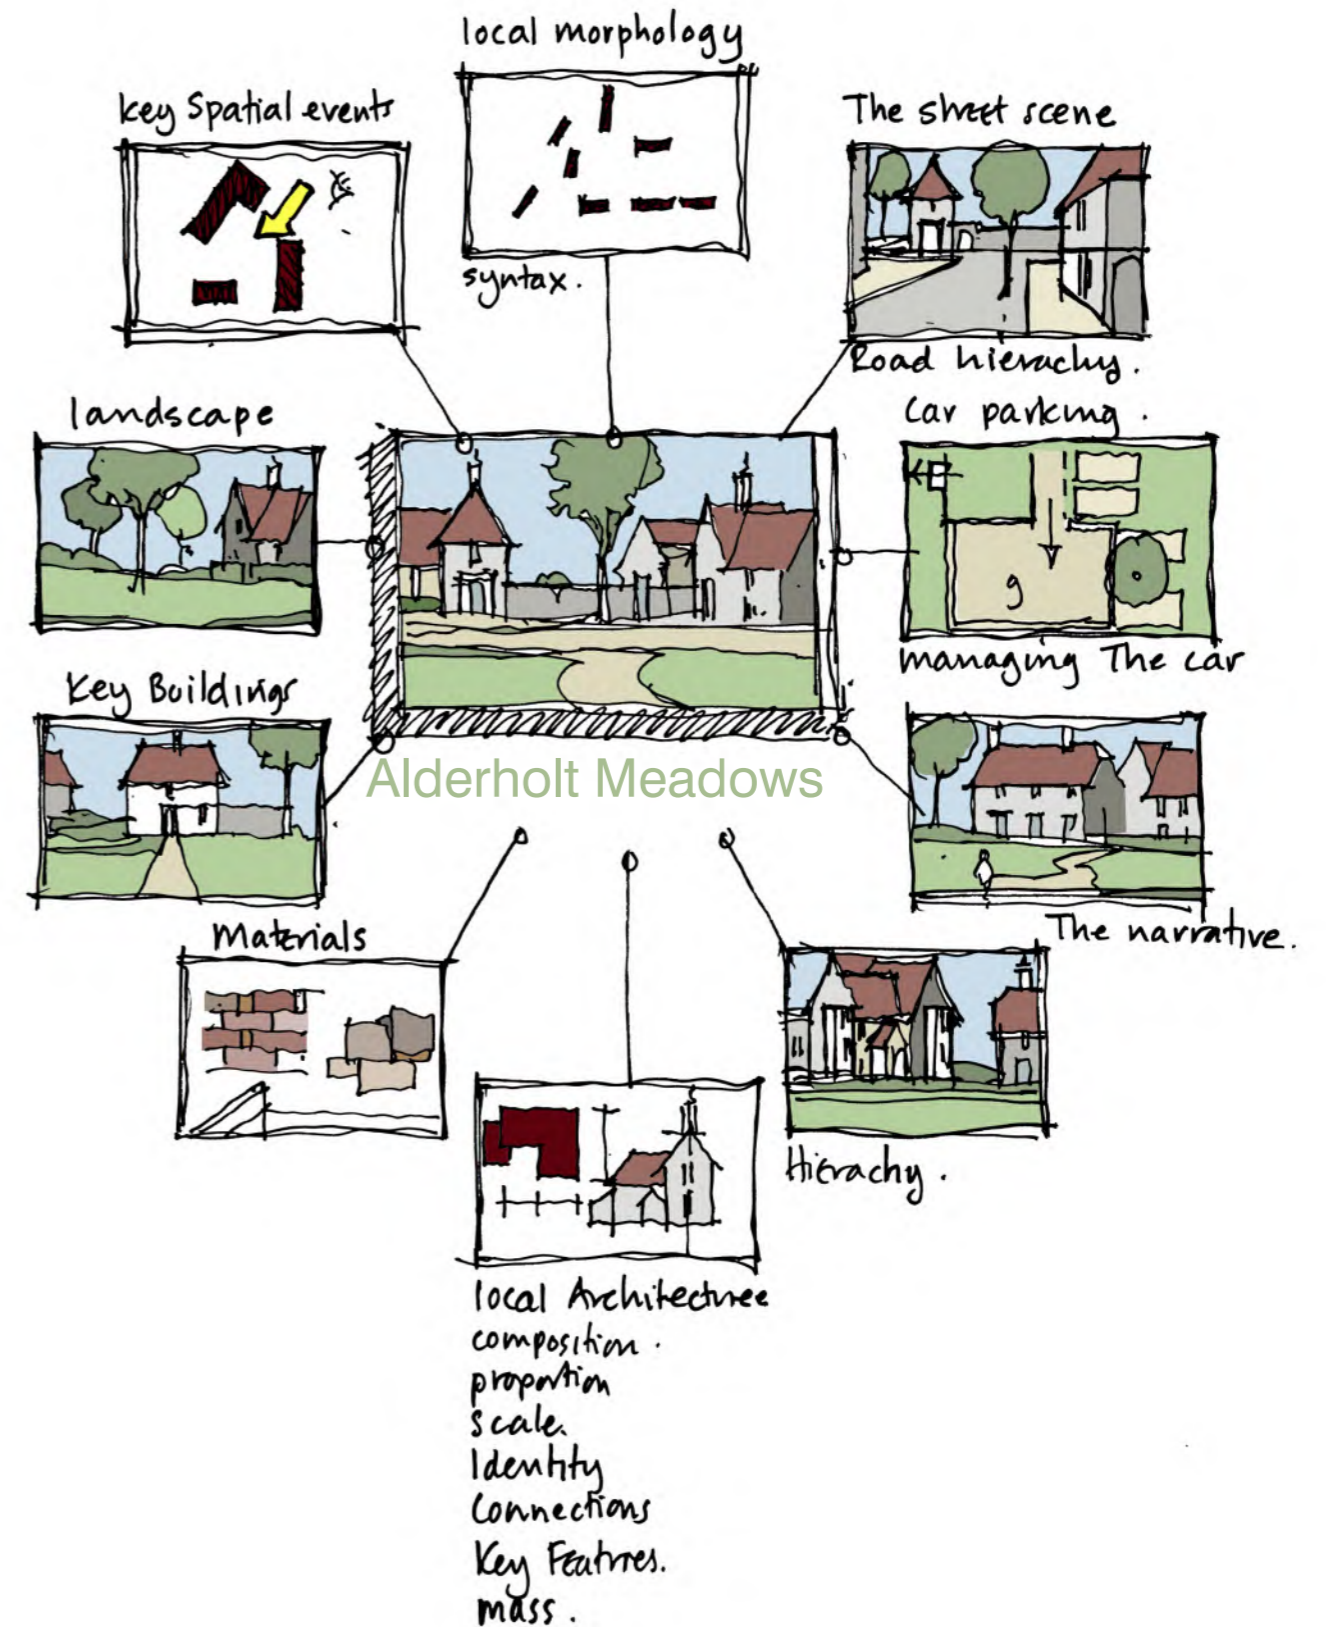 local morphology
key Spatial events
The street scene
syntax.
Road hierachy.
landscape
Car parking.
g
managing The car
Key Buildings
Alderholt Meadows
Materials
The narrative.
Hierachy.
local Architecturee
composition.
proportion
scale.
Identity
Connections
Key Features.
mass.